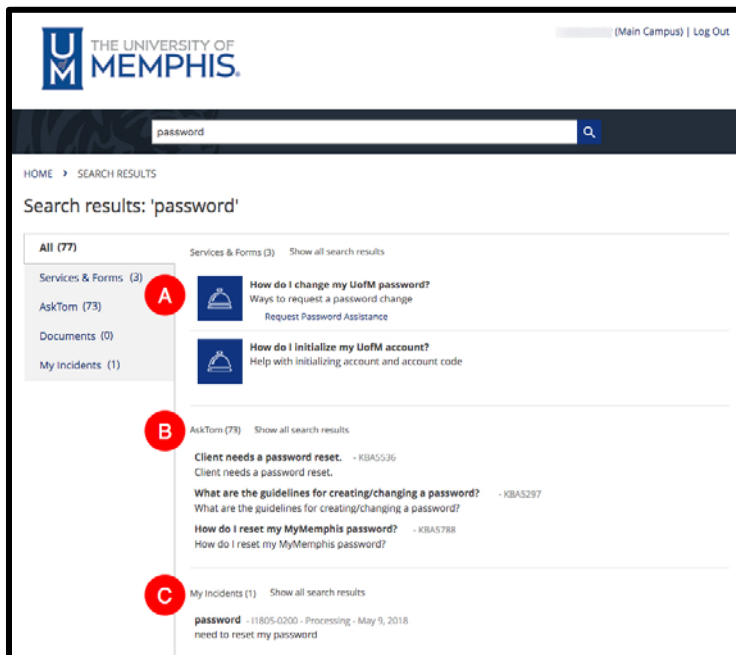 THE UNIVERSITY OF
MEMPHIS.
(Main Campus) | Log Out
password
HOME > SEARCH RESULTS
Search results: 'password'
All (77)
Services & Forms (3)
AskTom (73)
Documents (0)
My Incidents (1)
A
Services & Forms (3) Show all search results
How do I change my UofM password?
Ways to request a password change
Request Password Assistance
How do I initialize my UofM account?
Help with initializing account and account code
B
AskTom (73) Show all search results
Client needs a password reset. - KBA5536
Client needs a password reset.
What are the guidelines for creating/changing a password? - KBA5297
What are the guidelines for creating/changing a password?
How do I reset my MyMemphis password? - KBA5788
How do I reset my MyMemphis password?
C
My Incidents (1) Show all search results
password - I1805-0200 - Processing - May 9, 2018
need to reset my password